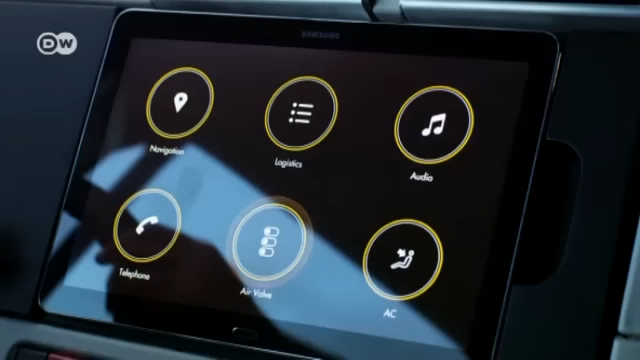 DW
SAMSUNG
Navigation
Logistics
Audio
Telephone
Air Valve
AC